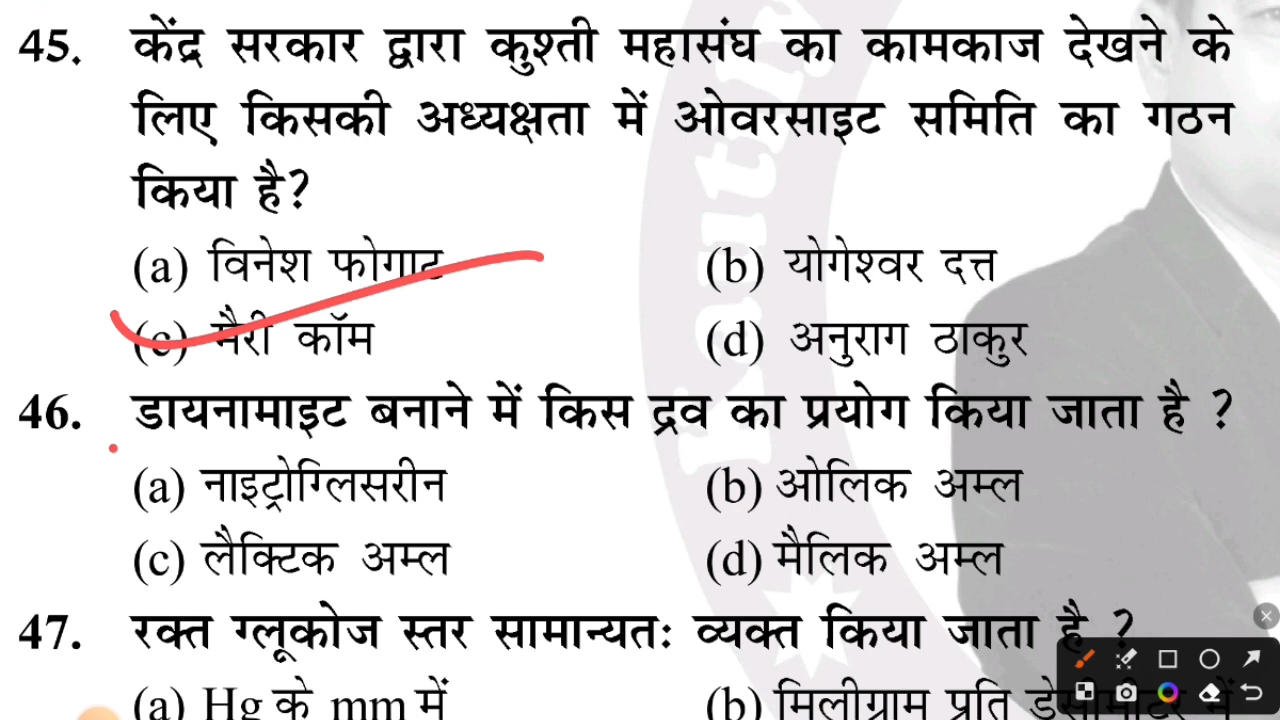 45. केंद्र सरकार द्वारा कुश्ती महासंघ का कामकाज देखने के
लिए किसकी अध्यक्षता में ओवरसाइट समिति का गठन
किया है?
(a) विनेश फोगाट (b) योगेश्वर दत्त
(c) मैरी कॉम (d) अनुराग ठाकुर
46. डायनामाइट बनाने में किस द्रव का प्रयोग किया जाता है ?
(a) नाइट्रोग्लिसरीन (b) ओलिक अम्ल
(c) लैक्टिक अम्ल (d) मैलिक अम्ल
47. रक्त ग्लूकोज स्तर सामान्यतः व्यक्त किया जाता है ?
(a) Hg के mm में (b) मिलीग्राम प्रति डेसीमीटर में